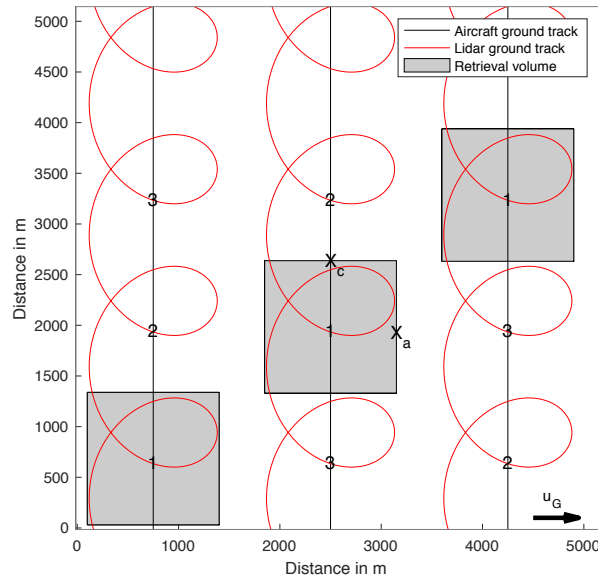 5000
4500
4000
3500
3000
2500
2000
1500
1000
500
0
Distance in m
Aircraft ground track
Lidar ground track
Retrieval volume
3
2
1
X
c
2
1
X
a
3
1
3
2
u
G
0
1000
2000
3000
4000
5000
Distance in m